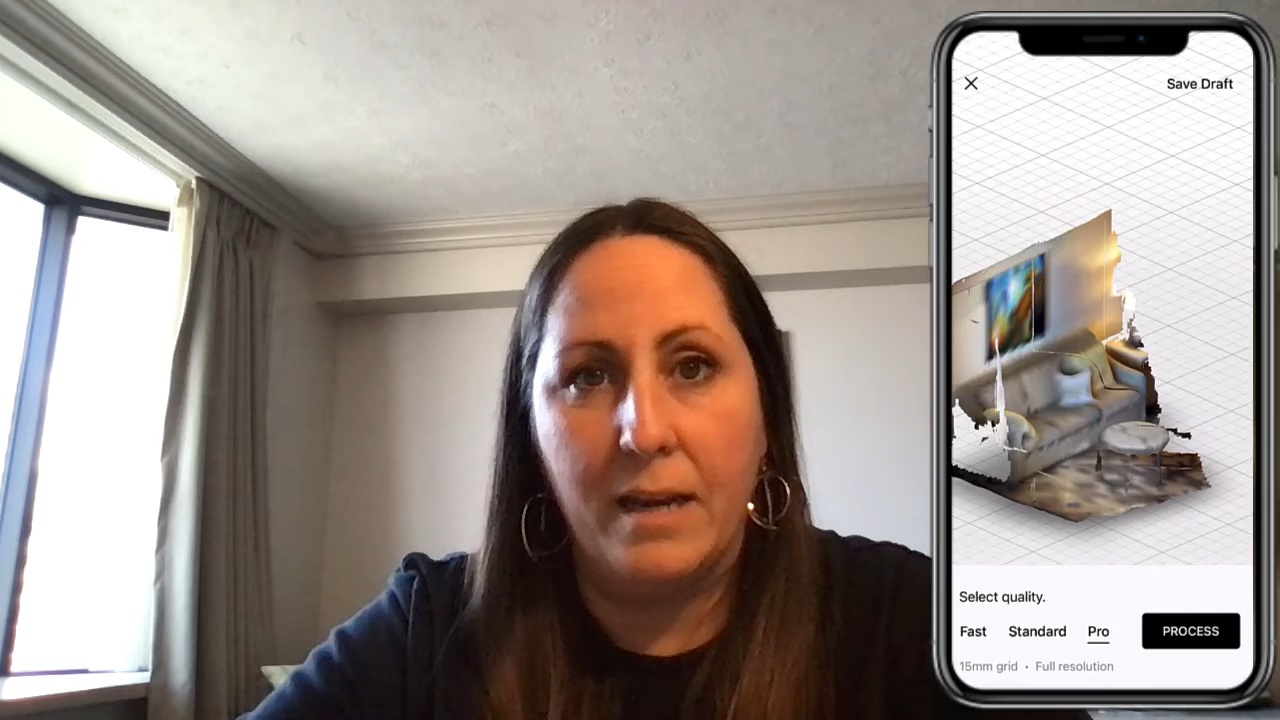 Save Draft
Select quality.
Fast Standard Pro PROCESS
15mm grid • Full resolution